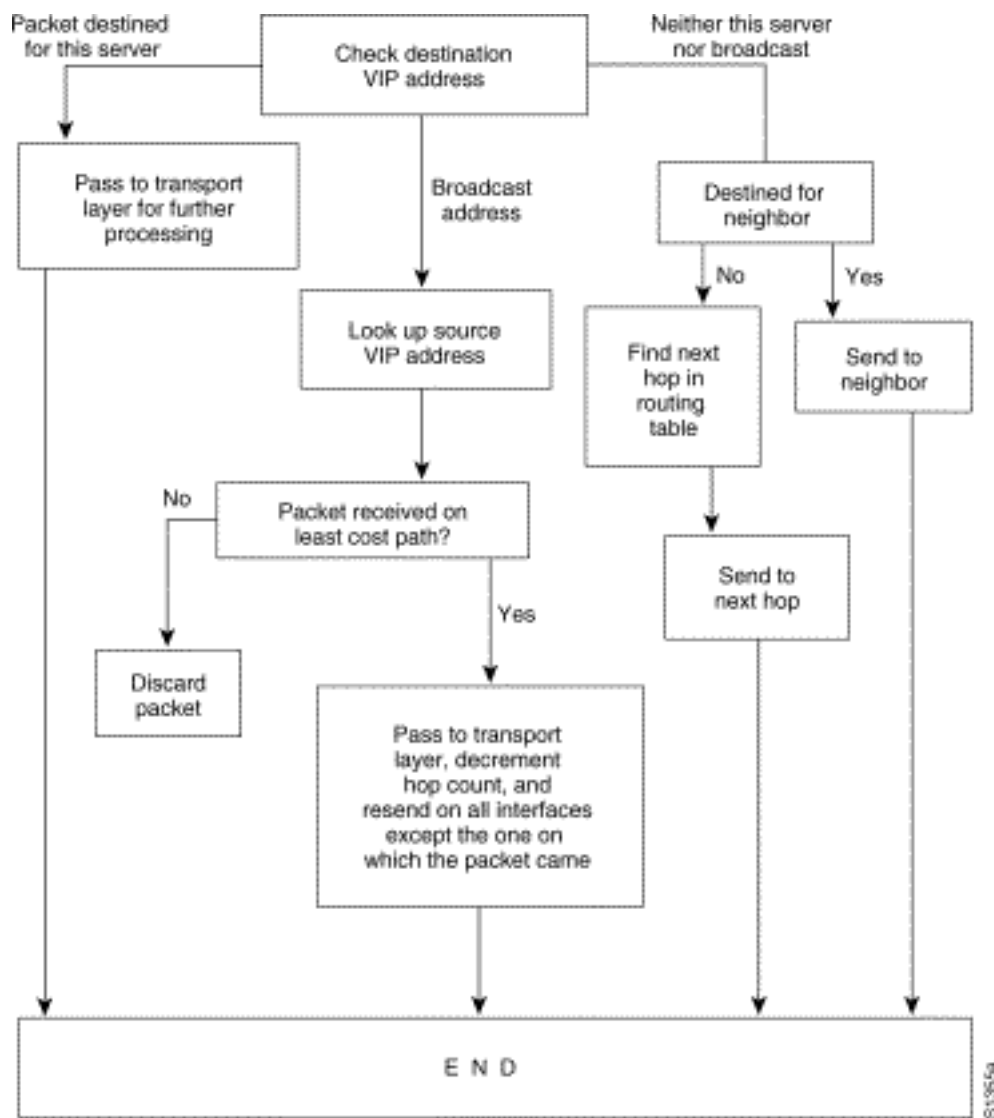 Packet destined
for this server
Check destination
VIP address
Neither this server
nor broadcast
Pass to transport
layer for further
processing
Broadcast
address
Destined for
neighbor
No
Yes
Look up source
VIP address
Find next
hop in
routing
table
Send to
neighbor
No
Packet received on
least cost path?
Yes
Send to
next hop
Discard
packet
Pass to transport
layer, decrement
hop count, and
resend on all interfaces
except the one on
which the packet came
E N D